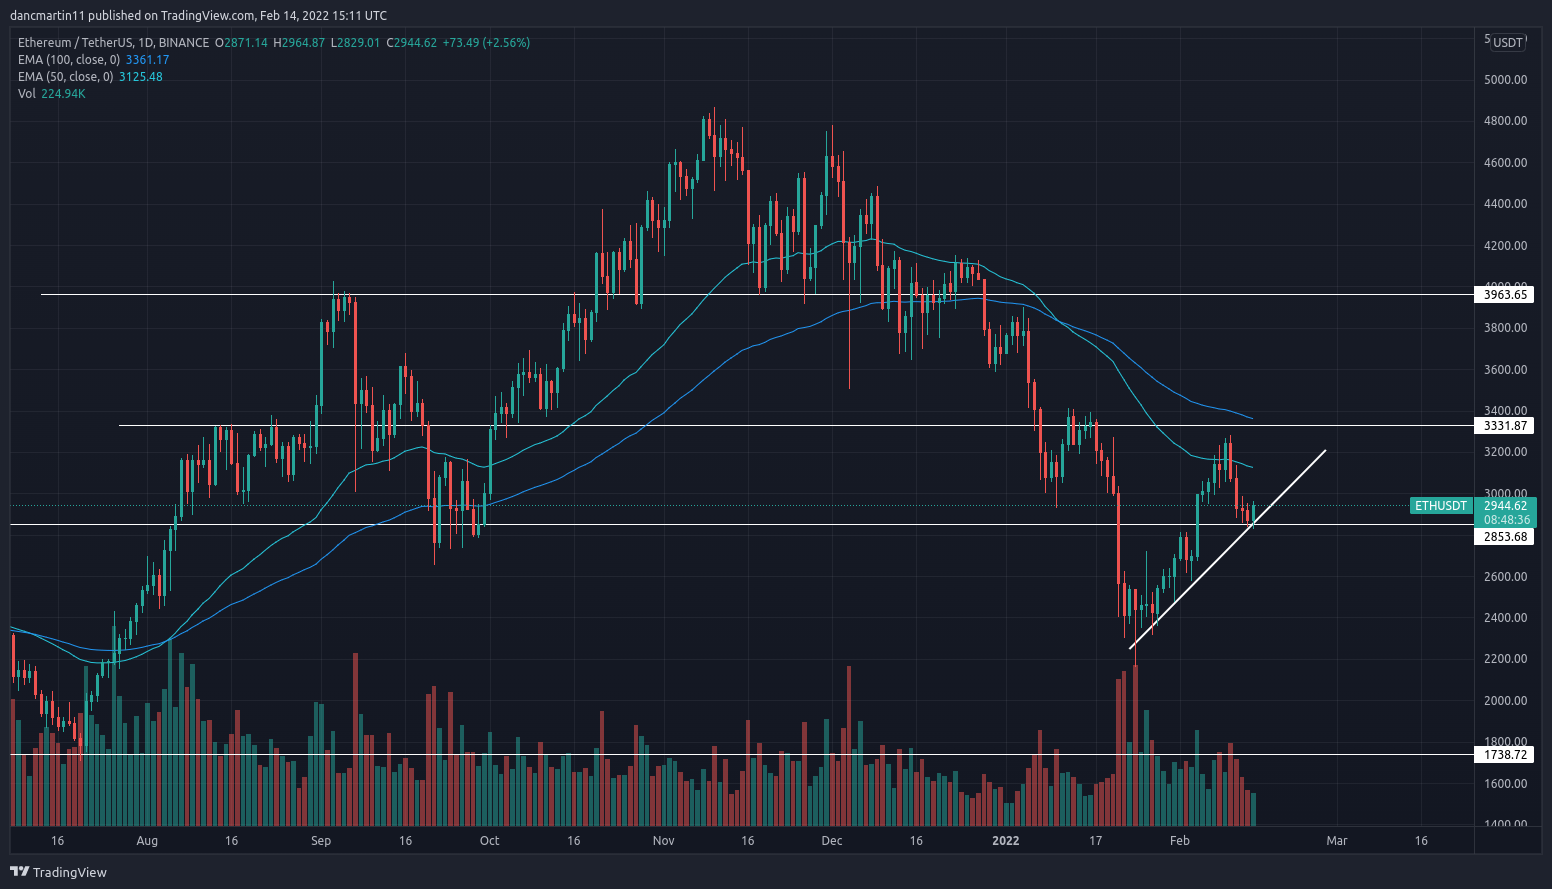 dancmartin11 published on TradingView.com, Feb 14, 2022 15:11 UTC
Ethereum / TetherUS, 1D, BINANCE O2871.14 H2964.87 L2829.01 C2944.62 +73.49 (+2.56%)
EMA (100, close, 0) 3361.17
EMA (50, close, 0) 3125.48
Vol 224.94K
USDT
5000.00
4800.00
4600.00
4400.00
4200.00
4000.00
3963.65
3800.00
3600.00
3400.00
3331.87
3200.00
3000.00
ETHUSDT 2944.62
08:48:36
2853.68
2600.00
2400.00
2200.00
2000.00
1800.00
1738.72
1600.00
1400.00
16 Aug 16 Sep 16 Oct 16 Nov 16 Dec 16 2022 17 Feb Mar 16
TradingView